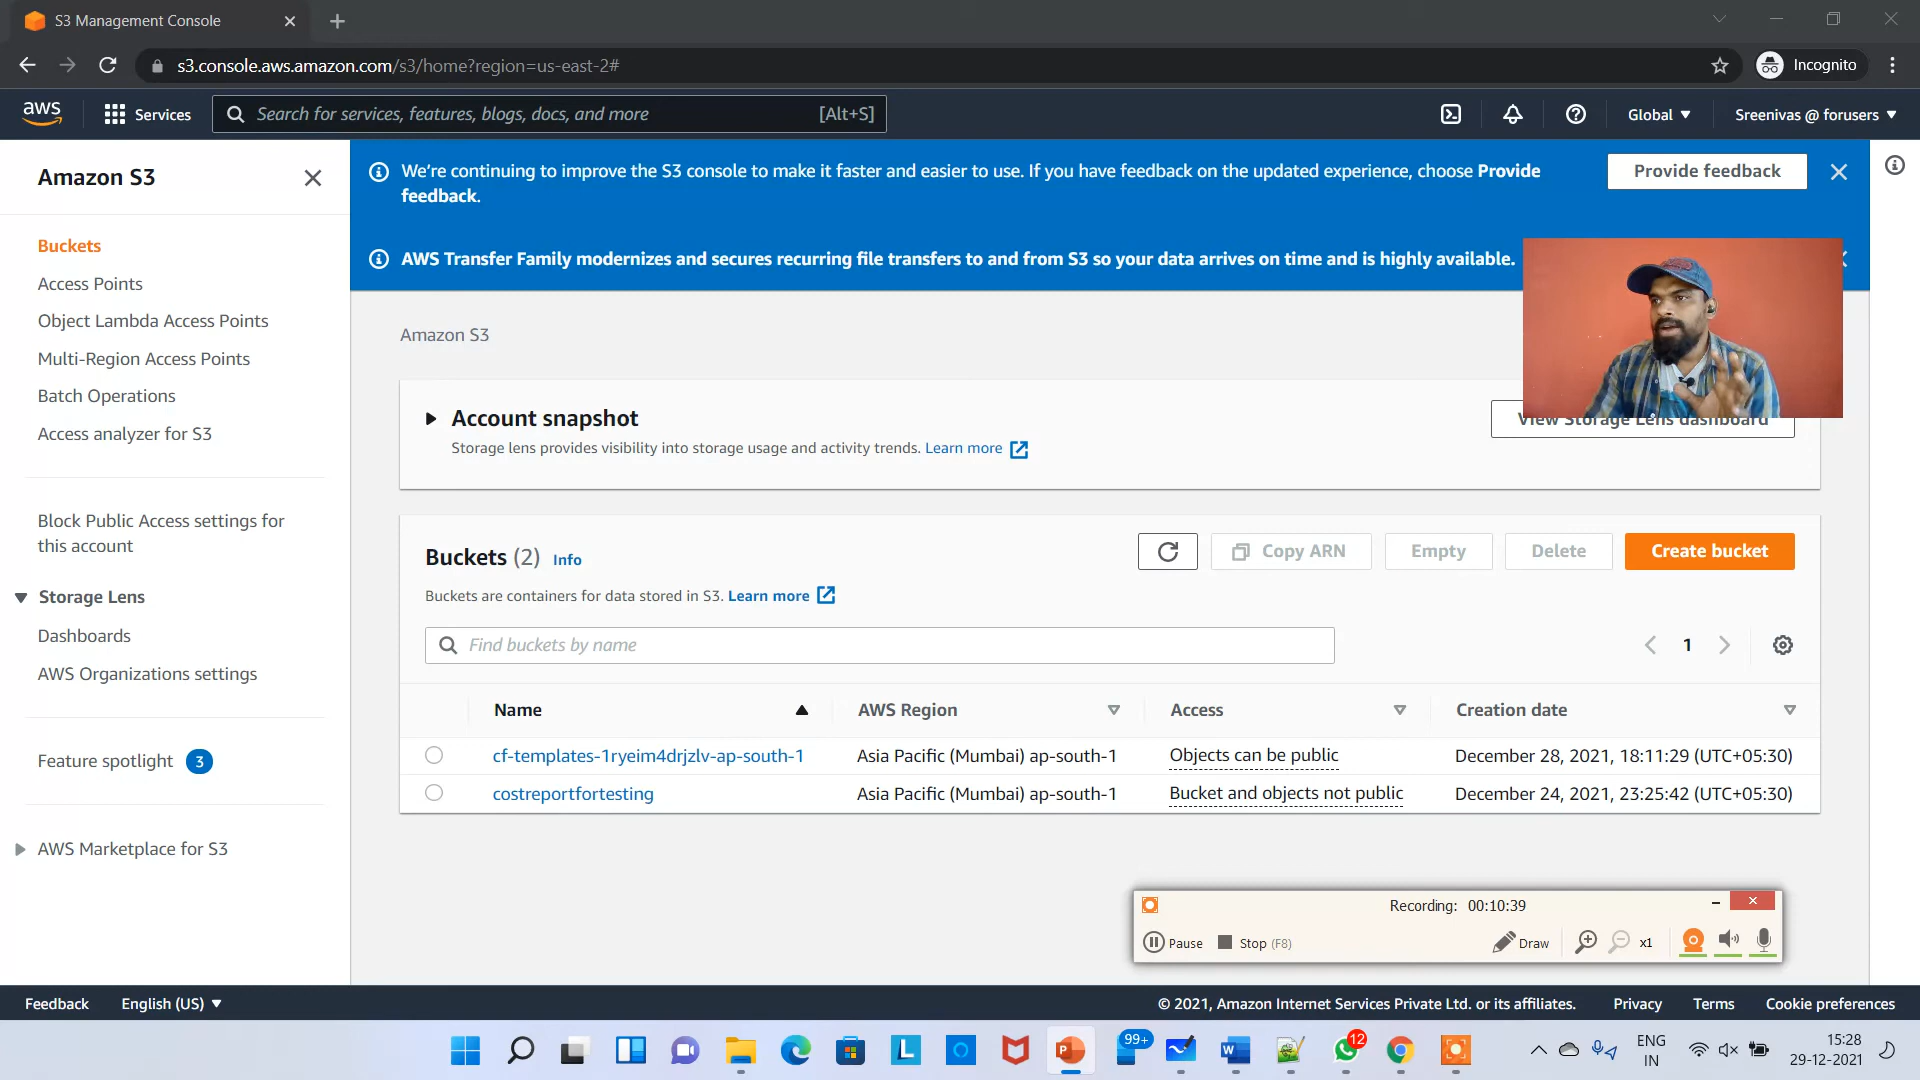 S3 Management Console
s3.console.aws.amazon.com/s3/home?region=us-east-2#
Incognito
aws
Services
Search for services, features, blogs, docs, and more
[Alt+S]
Global
Sreenivas @ forusers
Amazon S3
Buckets
Access Points
Object Lambda Access Points
Multi-Region Access Points
Batch Operations
Access analyzer for S3
Block Public Access settings for
this account
Storage Lens
Dashboards
AWS Organizations settings
Feature spotlight 3
AWS Marketplace for S3
We're continuing to improve the S3 console to make it faster and easier to use. If you have feedback on the updated experience, choose Provide
feedback.
Provide feedback
AWS Transfer Family modernizes and secures recurring file transfers to and from S3 so your data arrives on time and is highly available.
Amazon S3
Account snapshot
Storage lens provides visibility into storage usage and activity trends. Learn more
View Storage Lens dashboard
Buckets (2) Info
Copy ARN
Empty
Delete
Create bucket
Buckets are containers for data stored in S3. Learn more
Find buckets by name
1
Name AWS Region Access Creation date
cf-templates-1ryeim4drjzlv-ap-south-1 Asia Pacific (Mumbai) ap-south-1 Objects can be public December 28, 2021, 18:11:29 (UTC+05:30)
costreportfortesting Asia Pacific (Mumbai) ap-south-1 Bucket and objects not public December 24, 2021, 23:25:42 (UTC+05:30)
Recording: 00:10:39
Pause Stop (F8) Draw x1
Feedback English (US) © 2021, Amazon Internet Services Private Ltd. or its affiliates. Privacy Terms Cookie preferences
L
P
99+
W
12
ENG
IN
15:28
29-12-2021